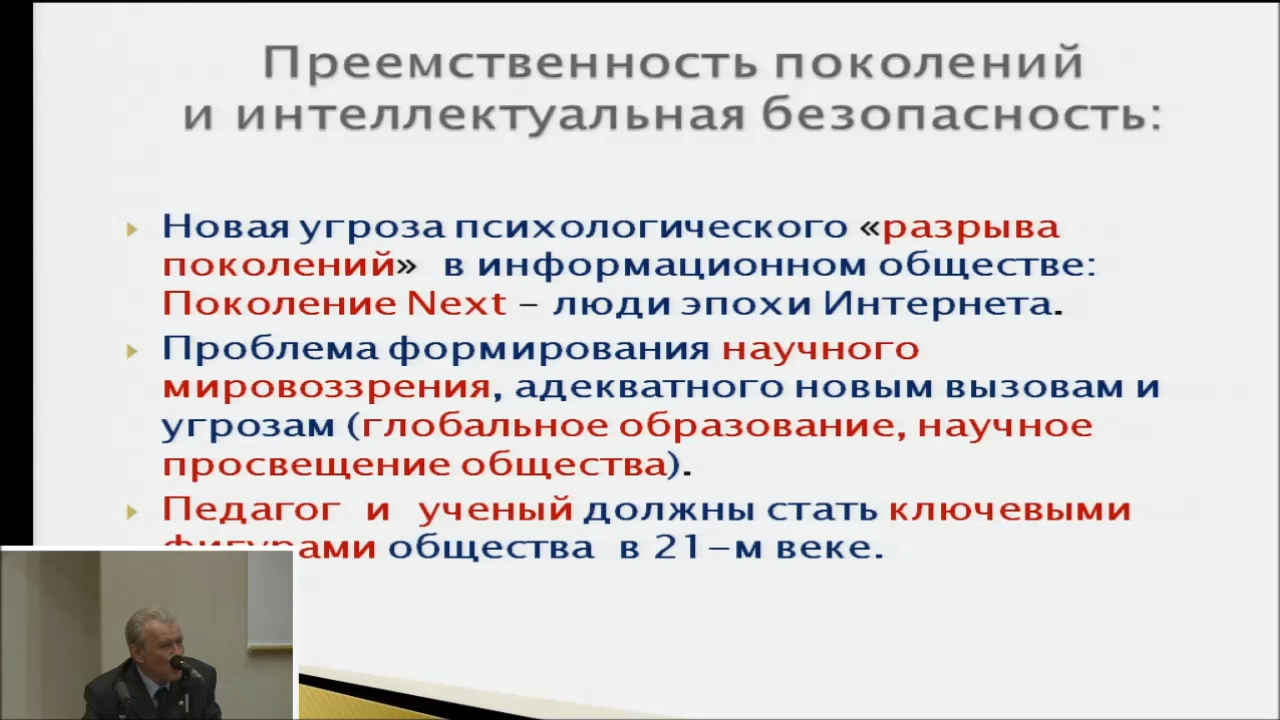 Преемственность поколений
и интеллектуальная безопасность:
Новая угроза психологического «разрыва
поколений» в информационном обществе:
Поколение Next – люди эпохи Интернета.
Проблема формирования научного
мировоззрения, адекватного новым вызовам и
угрозам (глобальное образование, научное
просвещение общества).
Педагог и ученый должны стать ключевыми
фигурами общества в 21-м веке.